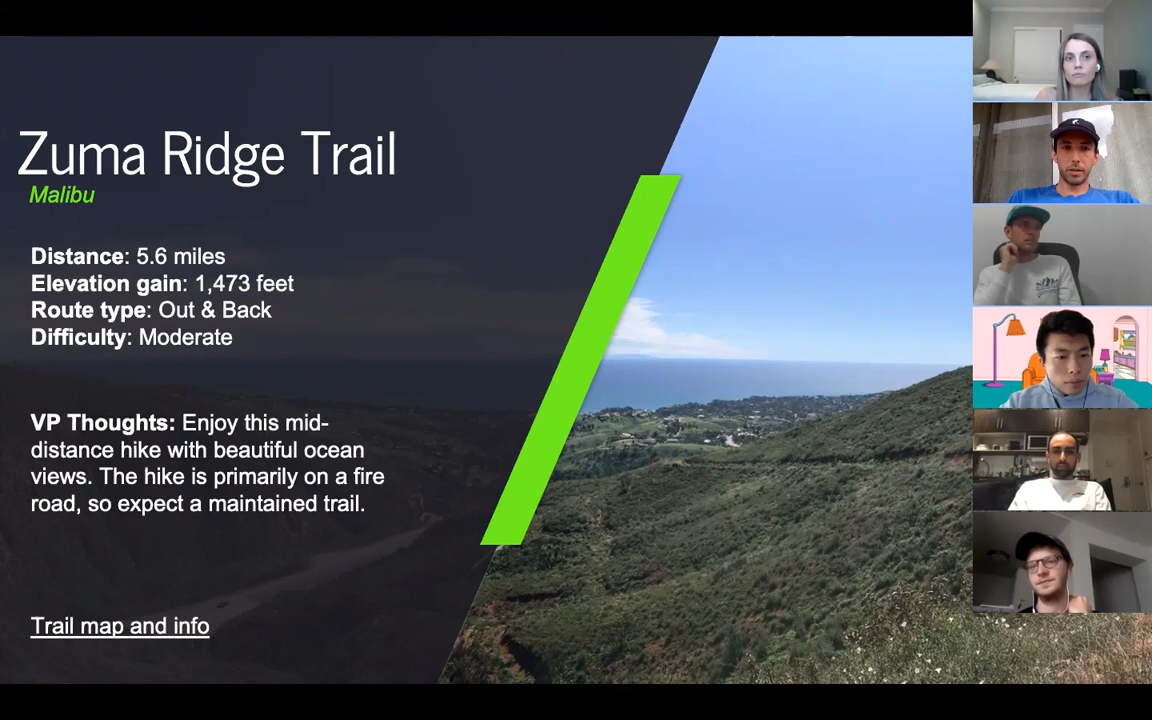 Zuma Ridge Trail
Malibu
Distance: 5.6 miles
Elevation gain: 1,473 feet
Route type: Out & Back
Difficulty: Moderate
VP Thoughts: Enjoy this mid-
distance hike with beautiful ocean
views. The hike is primarily on a fire
road, so expect a maintained trail.
Trail map and info